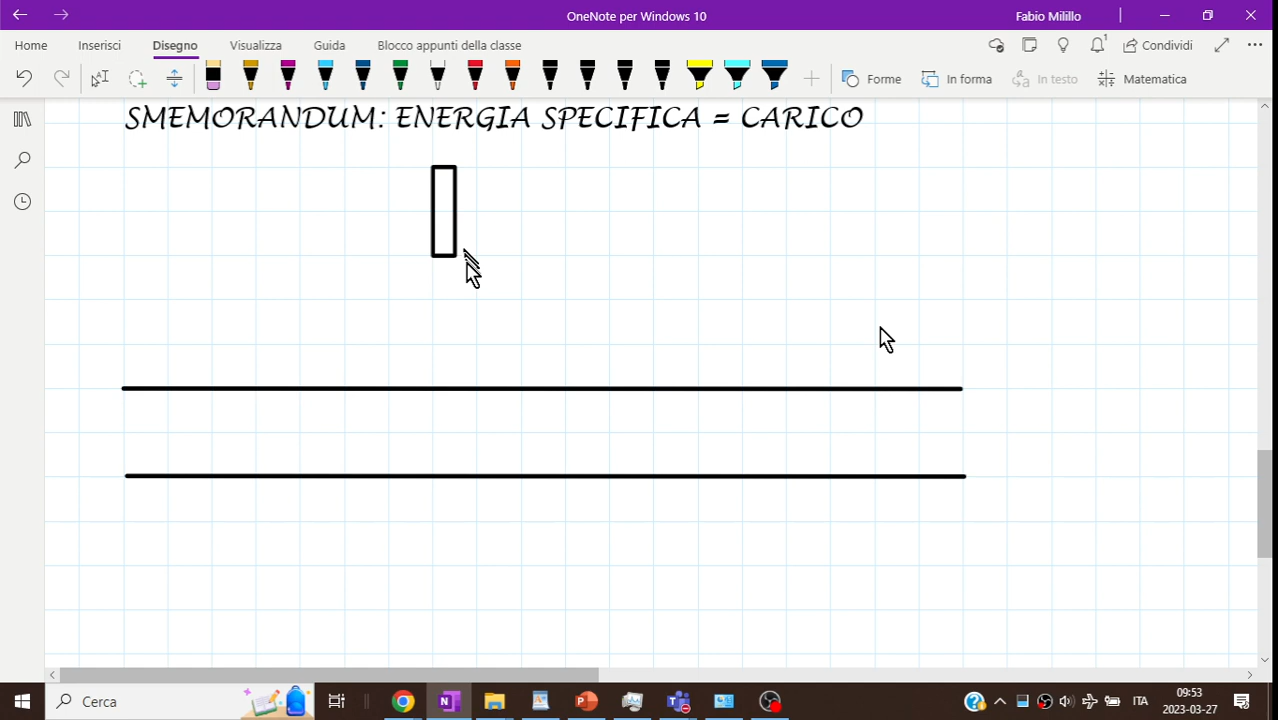 OneNote per Windows 10
Fabio Milillo
Home Inserisci Disegno Visualizza Guida Blocco appunti della classe
Condividi
Forme In forma In testo Matematica
SMEMORANDUM: ENERGIA SPECIFICA = CARICO
Cerca
ITA
09:53
2023-03-27